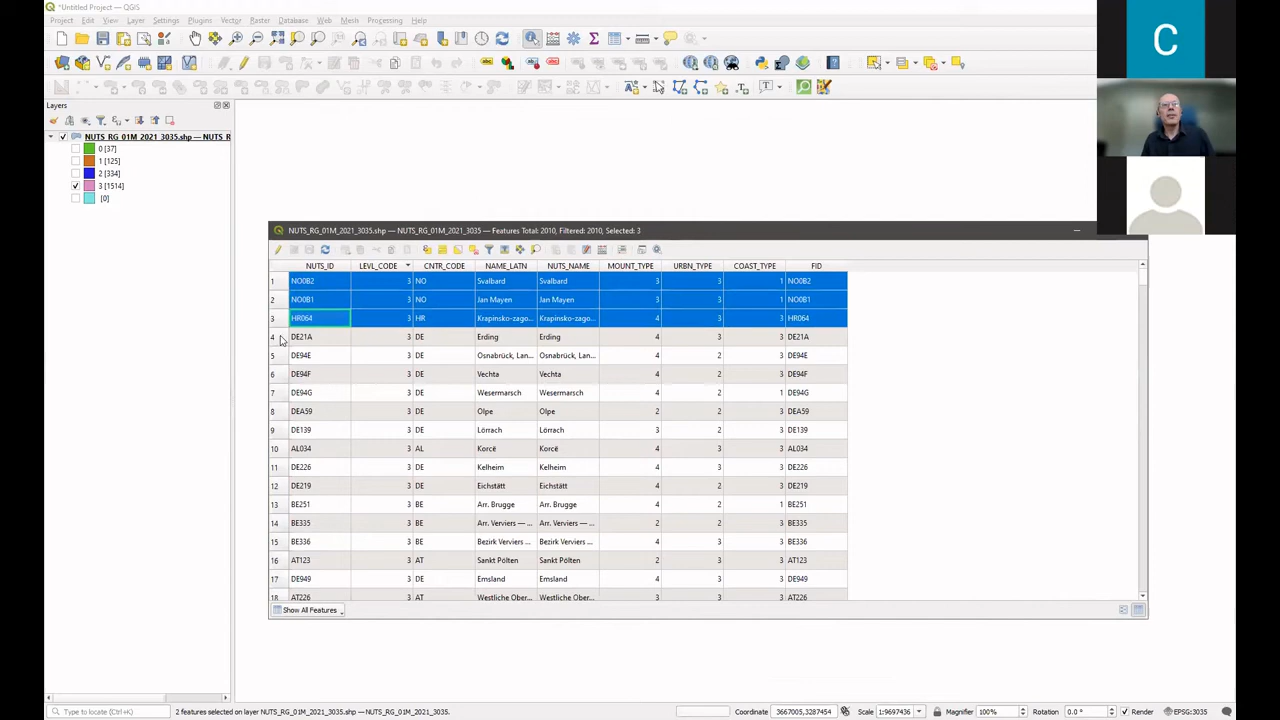 *Untitled Project — QGIS
Project Edit View Layer Settings Plugins Vector Raster Database Web Mesh Processing Help
C
Layers
NUTS_RG_01M_2021_3035.shp — NUTS_R
0 [37]
1 [125]
2 [334]
3 [1514]
[0]
NUTS_RG_01M_2021_3035.shp — NUTS_RG_01M_2021_3035 — Features Total: 2010, Filtered: 2010, Selected: 3
NUTS_ID LEVL_CODE CNTR_CODE NAME_LATN NUTS_NAME MOUNT_TYPE URBN_TYPE COAST_TYPE FID
1 NO0B2 3 NO Svalbard Svalbard 3 3 1 NO0B2
2 NO0B1 3 NO Jan Mayen Jan Mayen 3 3 1 NO0B1
3 HR064 3 HR Krapinsko-zago... Krapinsko-zago... 4 3 3 HR064
4 DE21A 3 DE Erding Erding 4 3 3 DE21A
5 DE94E 3 DE Osnabrück, Lan... Osnabrück, Lan... 4 2 3 DE94E
6 DE94F 3 DE Vechta Vechta 4 2 3 DE94F
7 DE94G 3 DE Wesermarsch Wesermarsch 4 2 1 DE94G
8 DEA59 3 DE Olpe Olpe 2 2 3 DEA59
9 DE139 3 DE Lörrach Lörrach 3 2 3 DE139
10 AL034 3 AL Korcë Korcë 4 3 3 AL034
11 DE226 3 DE Kelheim Kelheim 4 3 3 DE226
12 DE219 3 DE Eichstätt Eichstätt 4 2 3 DE219
13 BE251 3 BE Arr. Brugge Arr. Brugge 4 2 1 BE251
14 BE335 3 BE Arr. Verviers — ... Arr. Verviers — ... 2 2 3 BE335
15 BE336 3 BE Bezirk Verviers ... Bezirk Verviers ... 4 3 3 BE336
16 AT123 3 AT Sankt Pölten Sankt Pölten 2 3 3 AT123
17 DE949 3 DE Emsland Emsland 4 3 3 DE949
18 AT226 3 AT Westliche Ober... Westliche Ober... 3 3 3 AT226
Show All Features
Type to locate (Ctrl+K) 2 features selected on layer NUTS_RG_01M_2021_3035.shp — NUTS_RG_01M_2021_3035. Coordinate 3667005,3287454 Scale 1:9697436 Magnifier 100% Rotation 0.0 ° Render EPSG:3035